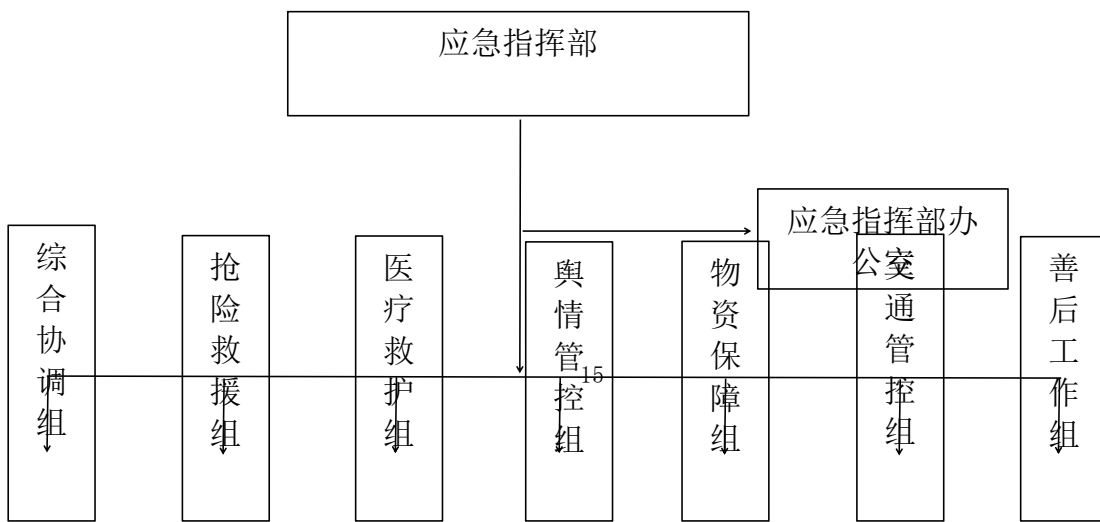 应急指挥部
应急指挥部办
公室
综合协调组
抢险救援组
医疗救护组
舆情管控组
物资保障组
交通管控组
善后工作组
15